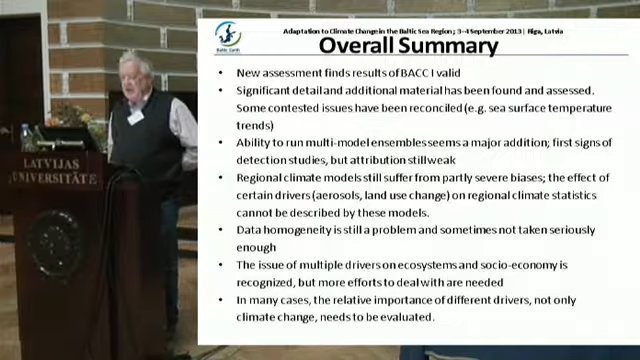 Adaptation to Climate Change in the Baltic Sea Region ; 3–4 September 2013 | Riga, Latvia
Baltic Earth
Overall Summary
• New assessment finds results of BACC I valid
• Significant detail and additional material has been found and assessed.
Some contested issues have been reconciled (e.g. sea surface temperature
trends)
• Ability to run multi-model ensembles seems a major addition; first signs of
detection studies, but attribution still weak
• Regional climate models still suffer from partly severe biases; the effect of
certain drivers (aerosols, land use change) on regional climate statistics
cannot be described by these models.
• Data homogeneity is still a problem and sometimes not taken seriously
enough
• The issue of multiple drivers on ecosystems and socio-economy is
recognized, but more efforts to deal with are needed
• In many cases, the relative importance of different drivers, not only
climate change, needs to be evaluated.
LATVIJAS
UNIVERSITĀTE